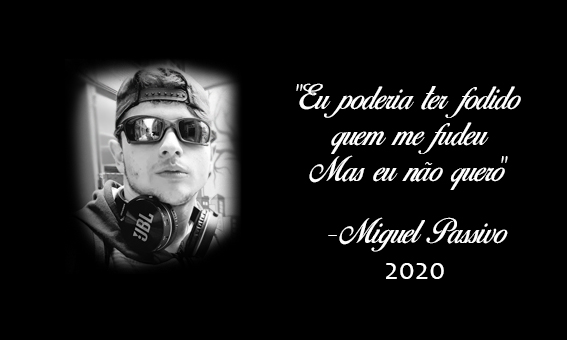 "Eu poderia ter fodido
quem me fudeu
Mas eu não quero"
-Miguel Passivo
2020
JBL